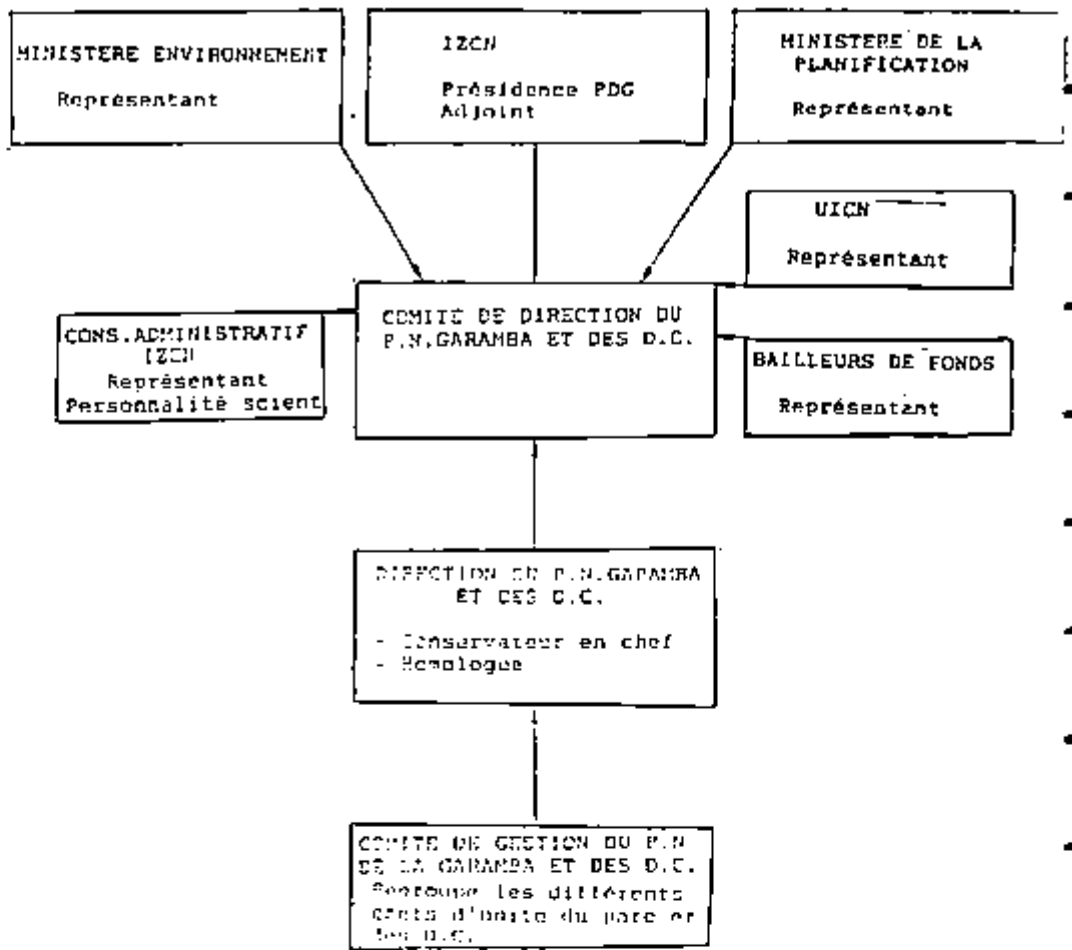 MINISTERE ENVIRONNEMENT
Représentant
IZCN
Présidence PDG
Adjoint
MINISTERE DE LA
PLANIFICATION
Représentant
UICN
Représentant
COMITE DE DIRECTION DU
P.N.GARAMBA ET DES D.C.
CONS.ADMINISTRATIF
IZCN
Représentant
Personnalité scient
BAILLEURS DE FONDS
Représentant
DIRECTION DU P.N.GARAMBA
ET DES D.C.
- Conservateur en chef
- Homologue
COMITE DE GESTION DU P.N
DE LA GARAMBA ET DES D.C.
Regroupe les différents
d'unité du parc et
des D.C.